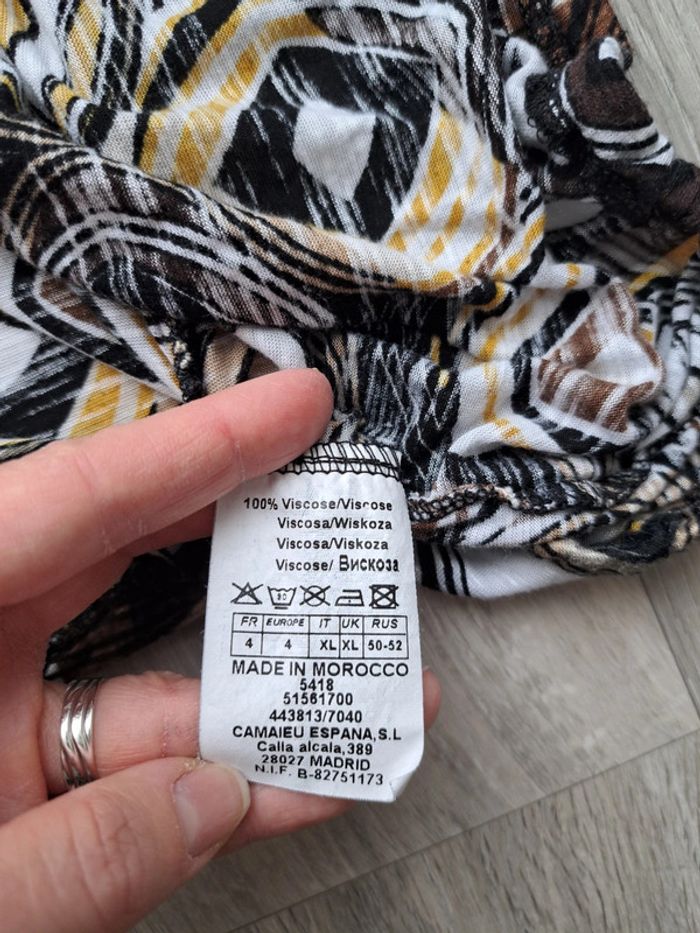 100% Viscose/Viscose
Viscosa/Wiskoza
Viscosa/Viskoza
Viscose/ Вискоза
FR EUROPE IT UK RUS
4 4 XL XL 50-52
MADE IN MOROCCO
5418
51561700
443813/7040
CAMAIEU ESPANA,S.L
Calla alcala,389
28027 MADRID
N.I.F. B-82751173